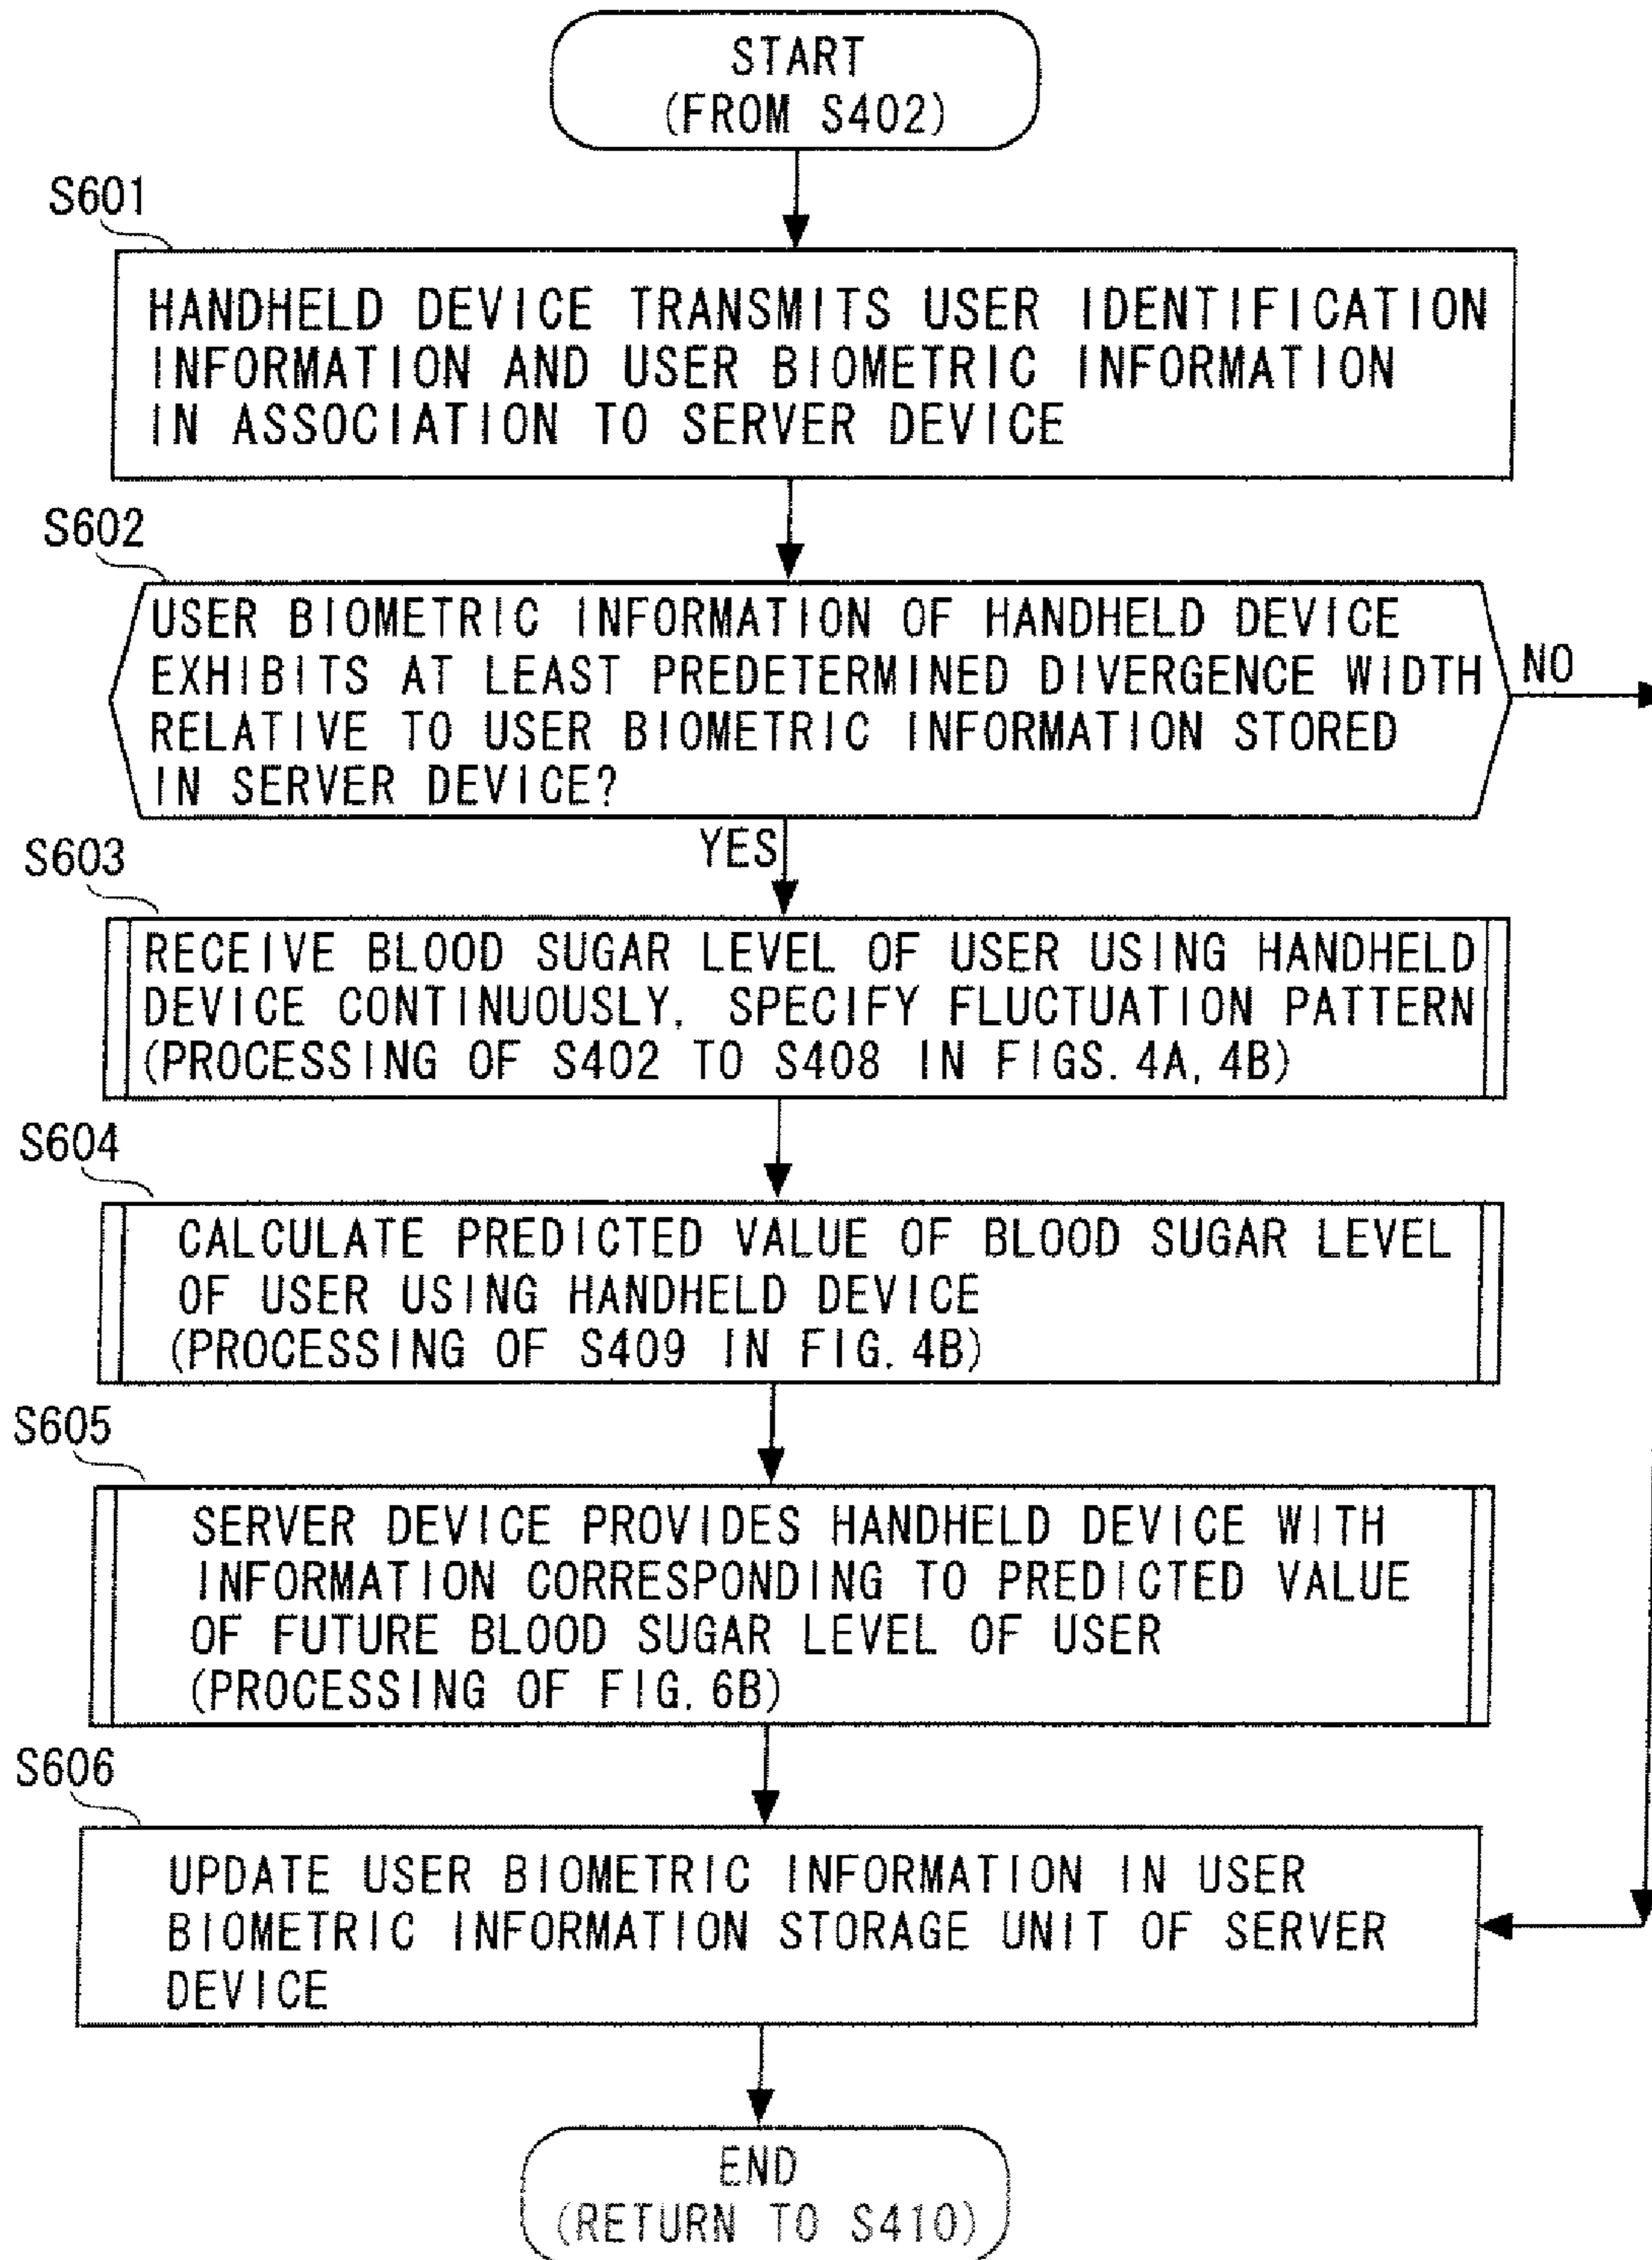 START
(FROM S402)
S601
HANDHELD DEVICE TRANSMITS USER IDENTIFICATION
INFORMATION AND USER BIOMETRIC INFORMATION
IN ASSOCIATION TO SERVER DEVICE
S602
USER BIOMETRIC INFORMATION OF HANDHELD DEVICE
EXHIBITS AT LEAST PREDETERMINED DIVERGENCE WIDTH
RELATIVE TO USER BIOMETRIC INFORMATION STORED
IN SERVER DEVICE?
NO
YES
S603
RECEIVE BLOOD SUGAR LEVEL OF USER USING HANDHELD
DEVICE CONTINUOUSLY, SPECIFY FLUCTUATION PATTERN
(PROCESSING OF S402 TO S408 IN FIGS. 4A, 4B)
S604
CALCULATE PREDICTED VALUE OF BLOOD SUGAR LEVEL
OF USER USING HANDHELD DEVICE
(PROCESSING OF S409 IN FIG. 4B)
S605
SERVER DEVICE PROVIDES HANDHELD DEVICE WITH
INFORMATION CORRESPONDING TO PREDICTED VALUE
OF FUTURE BLOOD SUGAR LEVEL OF USER
(PROCESSING OF FIG. 6B)
S606
UPDATE USER BIOMETRIC INFORMATION IN USER
BIOMETRIC INFORMATION STORAGE UNIT OF SERVER
DEVICE
END
(RETURN TO S410)